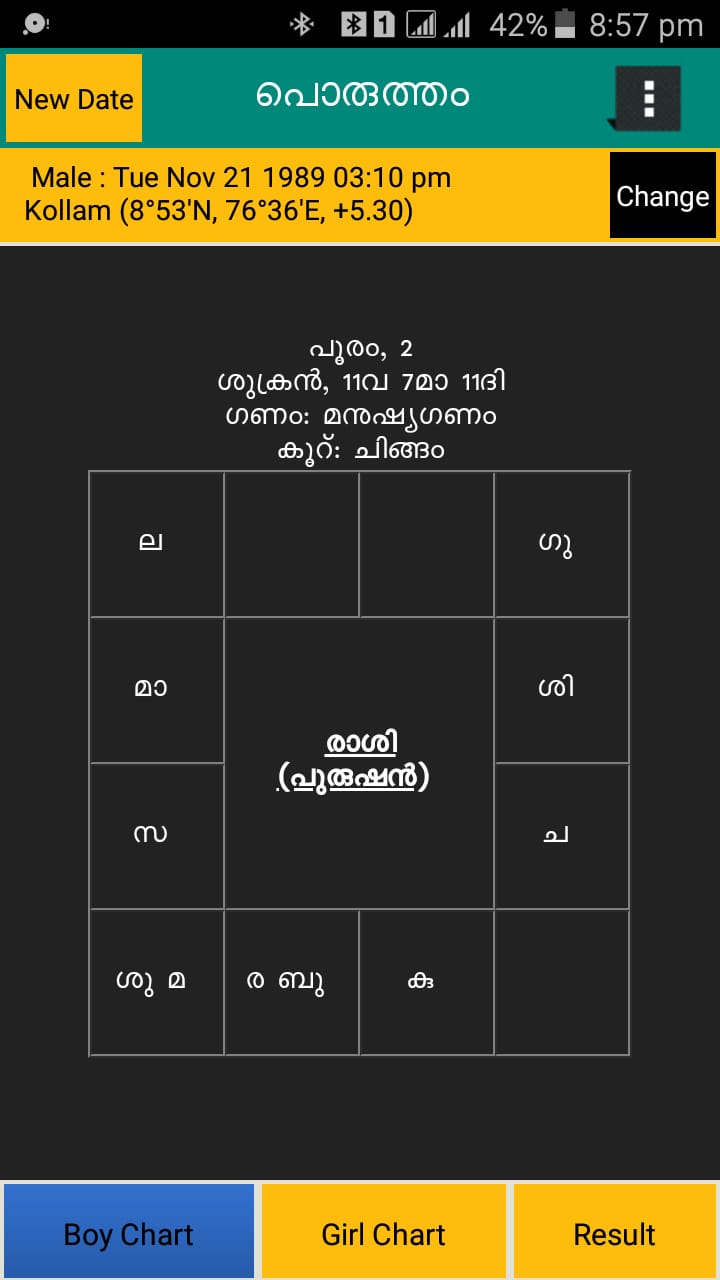 42% 8:57 pm
New Date
പൊരുത്തം
Male : Tue Nov 21 1989 03:10 pm
Kollam (8°53'N, 76°36'E, +5.30)
Change
പൂരം, 2
ശുക്രൻ, 11വ 7മാ 11ദി
ഗണം: മനുഷ്യഗണം
കൂറ്: ചിങ്ങം
ല
ഗു
മാ
ശി
രാശി
(പുരുഷൻ)
സ
ച
ശു മ
ര ബു
കു
Boy Chart
Girl Chart
Result